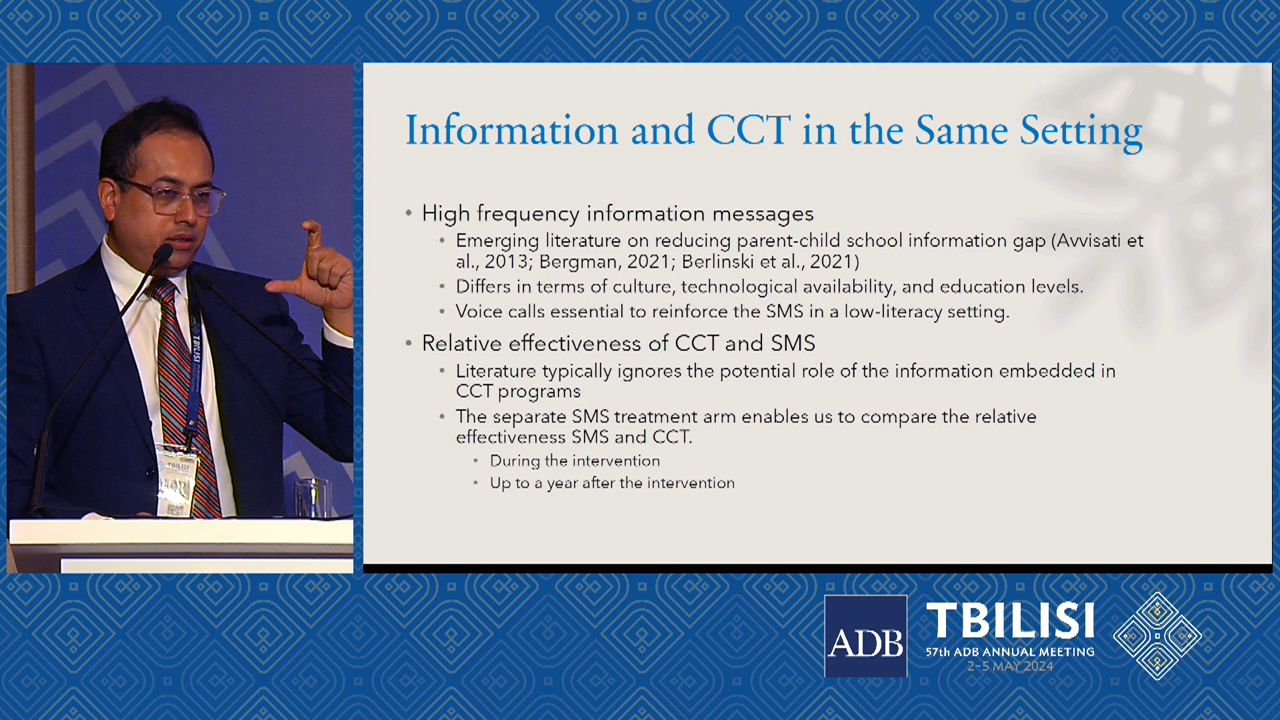 Information and CCT in the Same Setting
• High frequency information messages
• Emerging literature on reducing parent-child school information gap (Avvisati et
al., 2013; Bergman, 2021; Berlinski et al., 2021)
• Differs in terms of culture, technological availability, and education levels.
• Voice calls essential to reinforce the SMS in a low-literacy setting.
• Relative effectiveness of CCT and SMS
• Literature typically ignores the potential role of the information embedded in
CCT programs
• The separate SMS treatment arm enables us to compare the relative
effectiveness SMS and CCT.
• During the intervention
• Up to a year after the intervention
TBILISI
TBILISI
ADB
TBILISI
57th ADB ANNUAL MEETING
2–5 MAY 2024